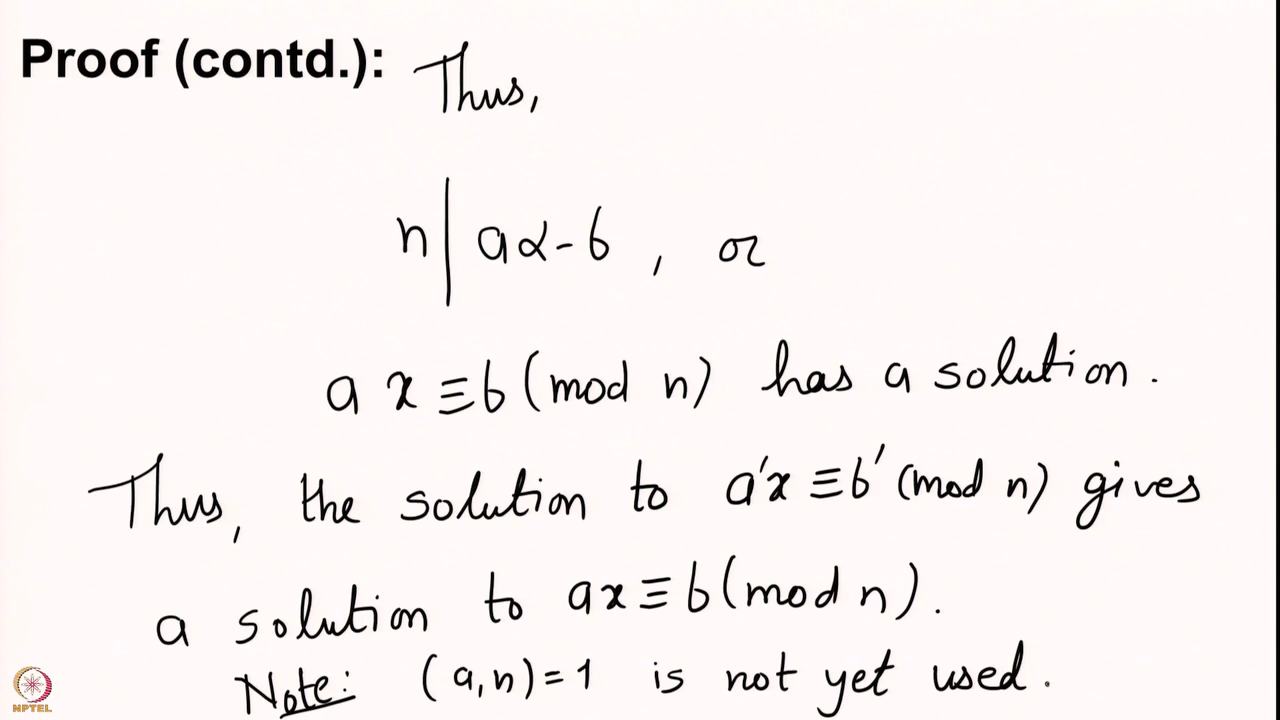 Proof (contd.): Thus,
n | aα - b , or
a x ≡ b (mod n) has a solution.
Thus, the solution to a'x ≡ b' (mod n) gives
a solution to ax ≡ b (mod n).
Note: (a,n) = 1 is not yet used.
NPTEL